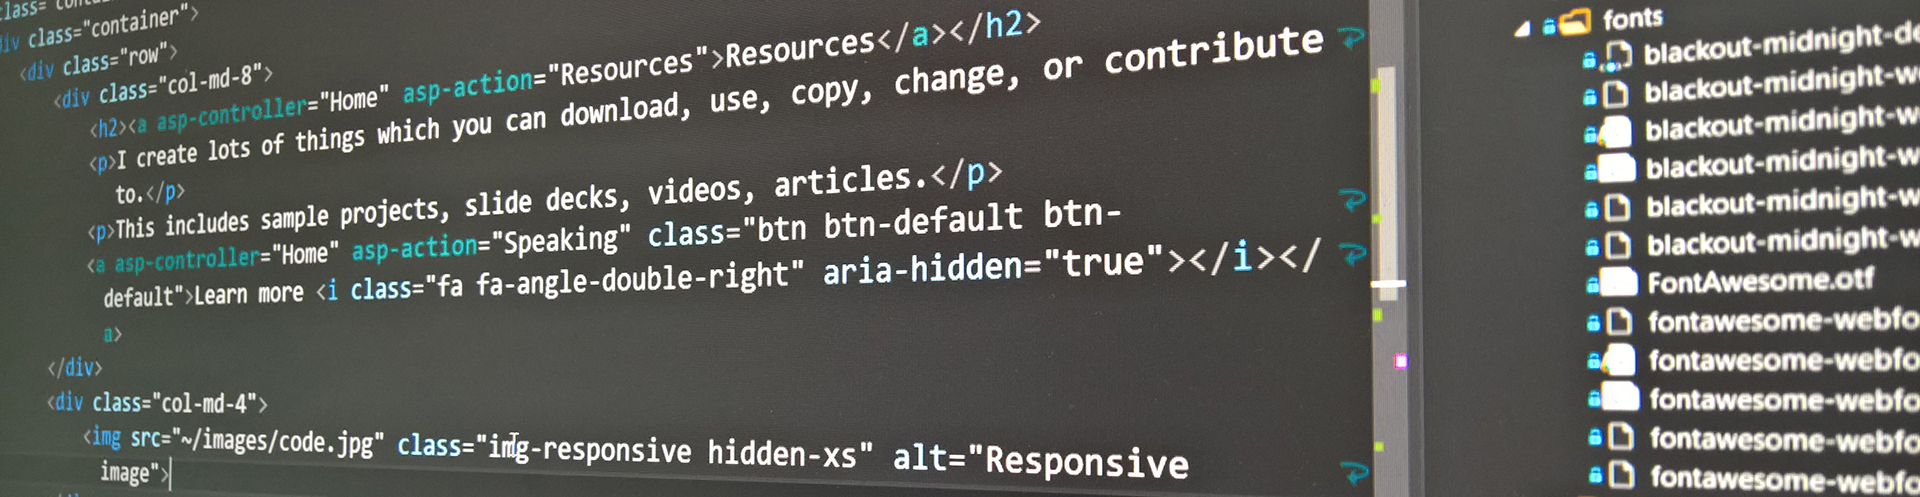 class="container">
div class="container">
<div class="row">
<div class="col-md-8">
<h2><a asp-controller="Home" asp-action="Resources">Resources</a></h2>
<p>I create lots of things which you can download, use, copy, change, or contribute
to.</p>
<p>This includes sample projects, slide decks, videos, articles.</p>
<a asp-controller="Home" asp-action="Speaking" class="btn btn-default btn-
default">Learn more <i class="fa fa-angle-double-right" aria-hidden="true"></i></
a>
</div>
<div class="col-md-4">
<img src="~/images/code.jpg" class="img-responsive hidden-xs" alt="Responsive
image">
fonts
blackout-midnight-de
blackout-midnight-w
blackout-midnight-w
blackout-midnight-w
blackout-midnight-w
blackout-midnight-w
FontAwesome.otf
fontawesome-webfo
fontawesome-webfo
fontawesome-webfo
fontawesome-webfo
fontawesome-webfo